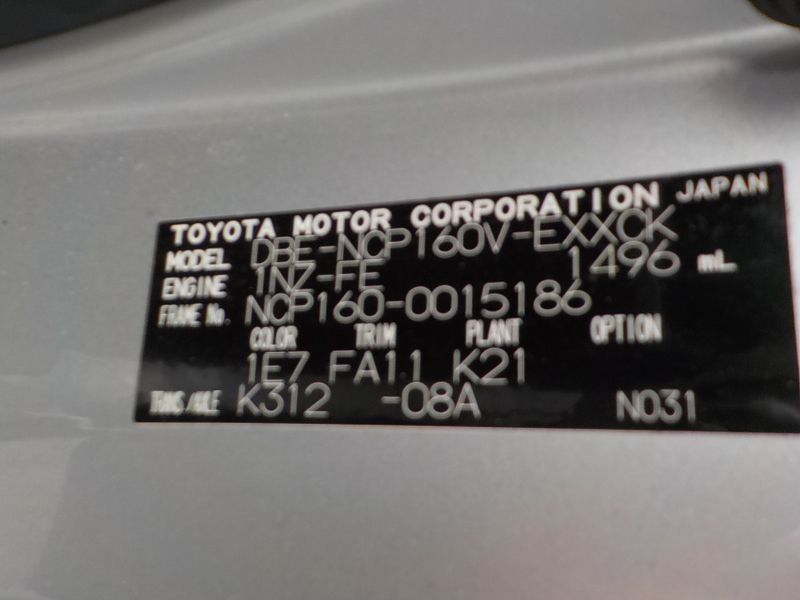 TOYOTA MOTOR CORPORATION JAPAN
MODEL DBE-NCP160V-EXXCK
ENGINE 1NZ-FE 1496 mL
FRAME No. NCP160-0015186
COLOR TRIM PLANT OPTION
1E7 FA11 K21
TRANS/AXLE K312 -08A N031